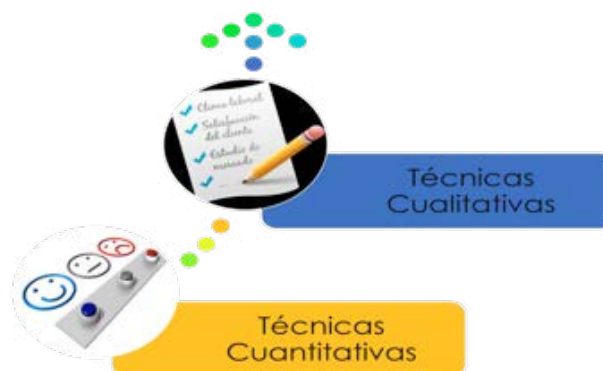 Clima laboral
Satisfacción
del cliente
Estudio de
mercado
Técnicas
Cualitativas
Técnicas
Cuantitativas